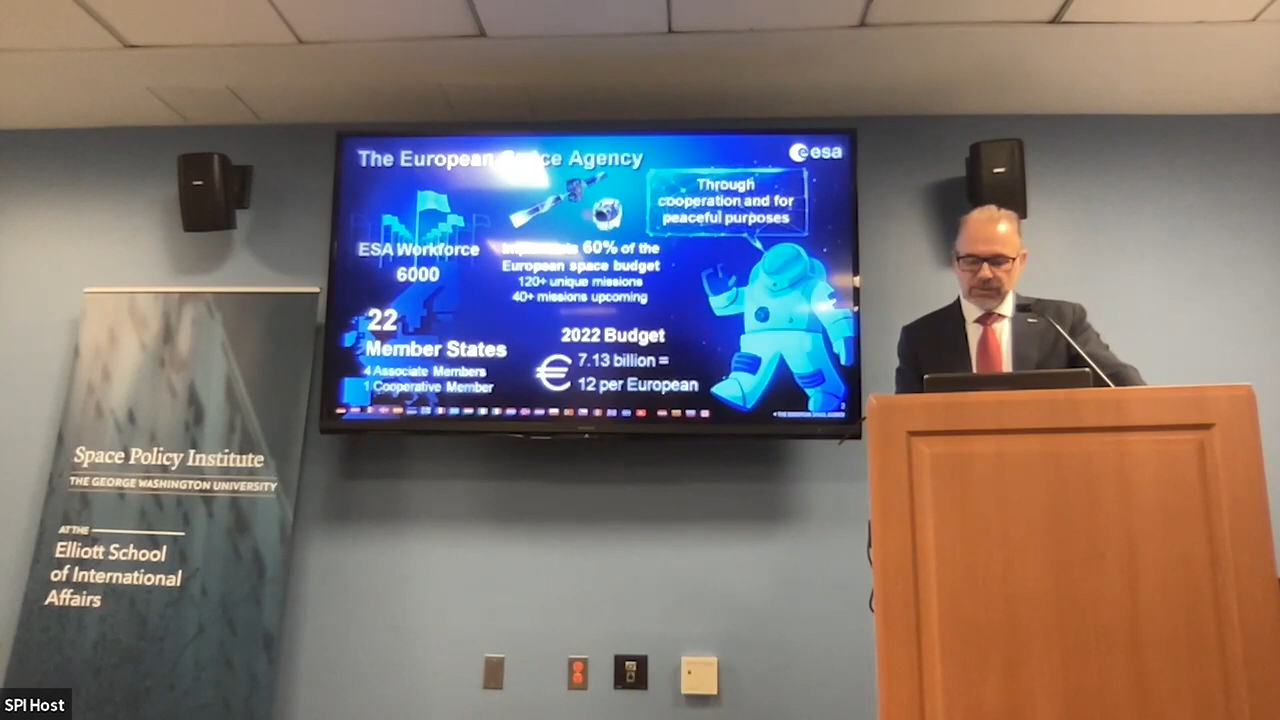 The European Space Agency
esa
Through
cooperation and for
peaceful purposes
ESA Workforce
6000
Implements 60% of the
European space budget
120+ unique missions
40+ missions upcoming
22
Member States
4 Associate Members
1 Cooperative Member
2022 Budget
€ 7.13 billion =
12 per European
Space Policy Institute
THE GEORGE WASHINGTON UNIVERSITY
AT THE
Elliott School
of International
Affairs
SPI Host